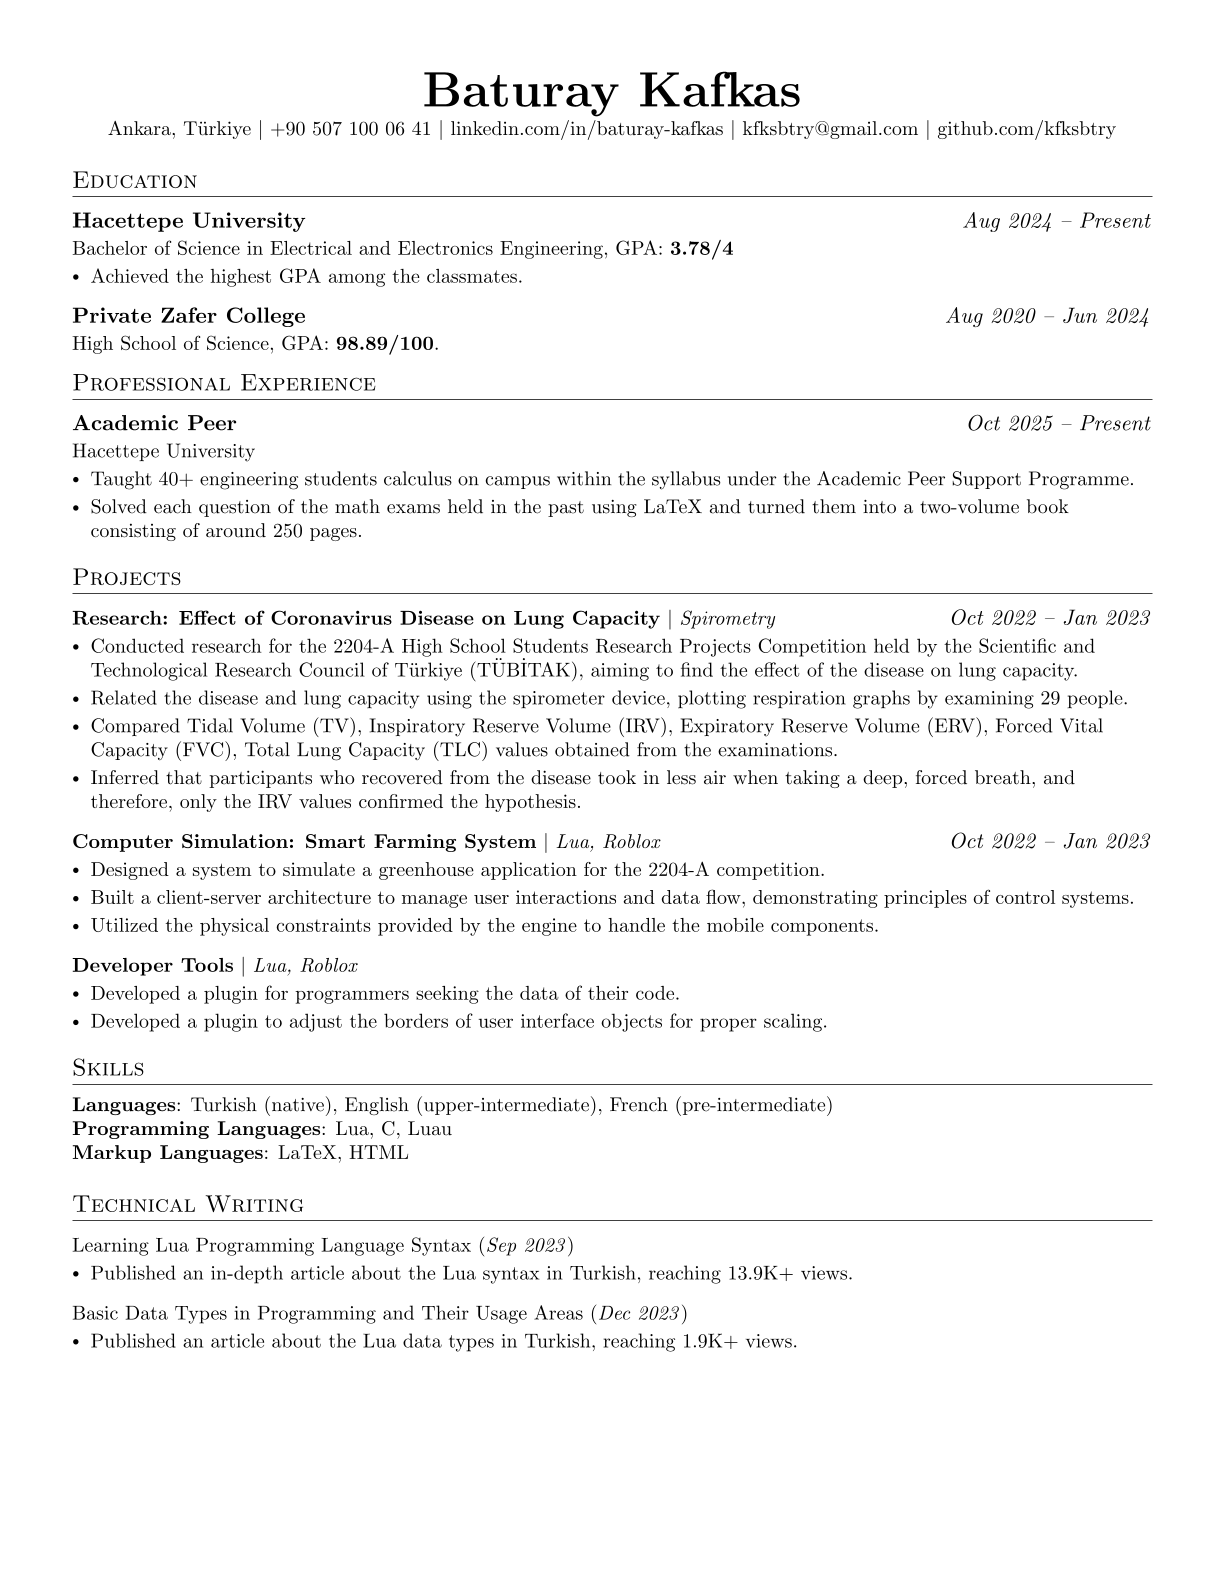 Baturay Kafkas
Ankara, Türkiye | +90 507 100 06 41 | linkedin.com/in/baturay-kafkas | kfksbtry@gmail.com | github.com/kfksbtry
Education
Hacettepe University Aug 2024 – Present
Bachelor of Science in Electrical and Electronics Engineering, GPA: 3.78/4
• Achieved the highest GPA among the classmates.
Private Zafer College Aug 2020 – Jun 2024
High School of Science, GPA: 98.89/100.
Professional Experience
Academic Peer Oct 2025 – Present
Hacettepe University
• Taught 40+ engineering students calculus on campus within the syllabus under the Academic Peer Support Programme.
• Solved each question of the math exams held in the past using LaTeX and turned them into a two-volume book
consisting of around 250 pages.
Projects
Research: Effect of Coronavirus Disease on Lung Capacity | Spirometry Oct 2022 – Jan 2023
• Conducted research for the 2204-A High School Students Research Projects Competition held by the Scientific and
Technological Research Council of Türkiye (TÜBİTAK), aiming to find the effect of the disease on lung capacity.
• Related the disease and lung capacity using the spirometer device, plotting respiration graphs by examining 29 people.
• Compared Tidal Volume (TV), Inspiratory Reserve Volume (IRV), Expiratory Reserve Volume (ERV), Forced Vital
Capacity (FVC), Total Lung Capacity (TLC) values obtained from the examinations.
• Inferred that participants who recovered from the disease took in less air when taking a deep, forced breath, and
therefore, only the IRV values confirmed the hypothesis.
Computer Simulation: Smart Farming System | Lua, Roblox Oct 2022 – Jan 2023
• Designed a system to simulate a greenhouse application for the 2204-A competition.
• Built a client-server architecture to manage user interactions and data flow, demonstrating principles of control systems.
• Utilized the physical constraints provided by the engine to handle the mobile components.
Developer Tools | Lua, Roblox
• Developed a plugin for programmers seeking the data of their code.
• Developed a plugin to adjust the borders of user interface objects for proper scaling.
Skills
Languages: Turkish (native), English (upper-intermediate), French (pre-intermediate)
Programming Languages: Lua, C, Luau
Markup Languages: LaTeX, HTML
Technical Writing
Learning Lua Programming Language Syntax (Sep 2023)
• Published an in-depth article about the Lua syntax in Turkish, reaching 13.9K+ views.
Basic Data Types in Programming and Their Usage Areas (Dec 2023)
• Published an article about the Lua data types in Turkish, reaching 1.9K+ views.